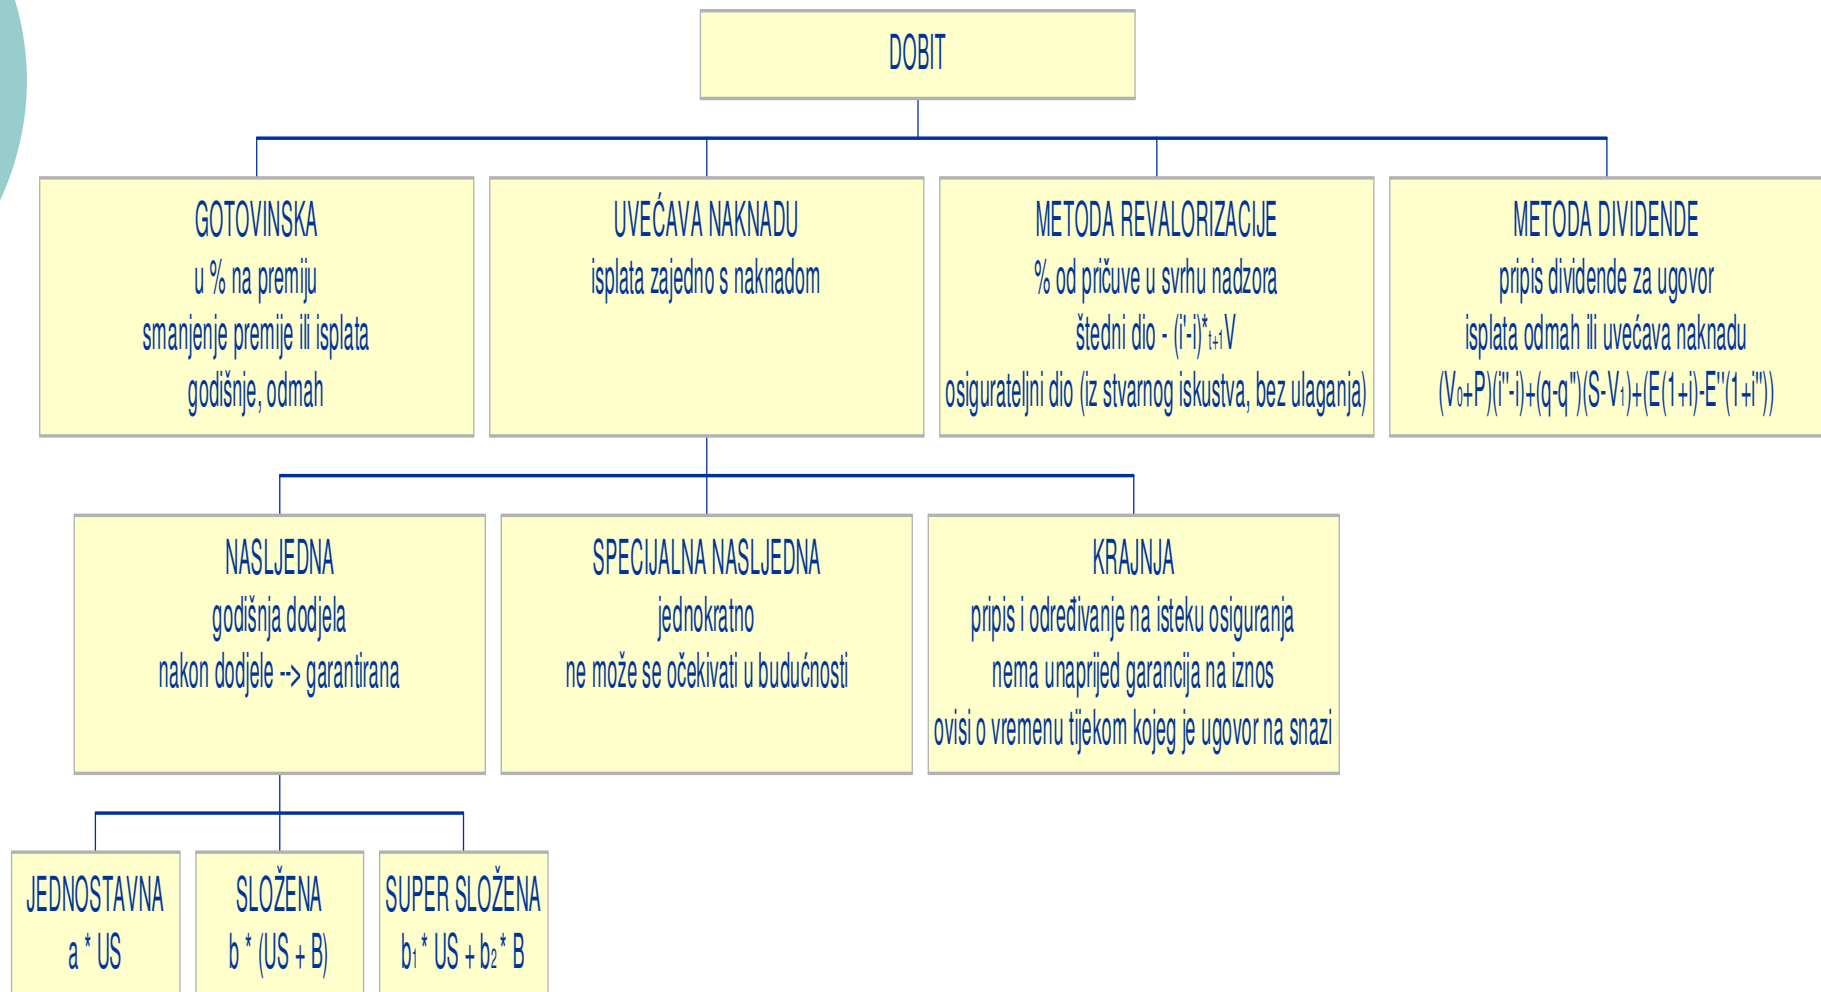 DOBIT
GOTOVINSKA
u % na premiju
smanjenje premije ili isplata
godišnje, odmah
UVEĆAVA NAKNADU
isplata zajedno s naknadom
METODA REVALORIZACIJE
% od pričuve u svrhu nadzora
štedni dio - (i'-i)*ₜ₊₁V
osigurateljni dio (iz stvarnog iskustva, bez ulaganja)
METODA DIVIDENDE
pripis dividende za ugovor
isplata odmah ili uvećava naknadu
(V₀+P)(i''-i)+(q-q'')(S-V₁)+(E(1+i)-E''(1+i''))
NASLJEDNA
godišnja dodjela
nakon dodjele --> garantirana
SPECIJALNA NASLJEDNA
jednokratno
ne može se očekivati u budućnosti
KRAJNJA
pripis i određivanje na isteku osiguranja
nema unaprijed garancija na iznos
ovisi o vremenu tijekom kojeg je ugovor na snazi
JEDNOSTAVNA
a * US
SLOŽENA
b * (US + B)
SUPER SLOŽENA
b₁ * US + b₂ * B